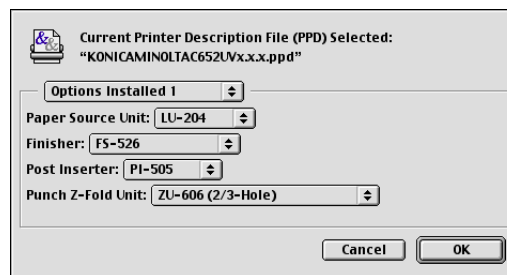 Current Printer Description File (PPD) Selected:
“KONICAMINOLTAC652UVx.x.x.ppd”
Options Installed 1
Paper Source Unit: LU-204
Finisher: FS-526
Post Inserter: PI-505
Punch Z-Fold Unit: ZU-606 (2/3-Hole)
Cancel OK